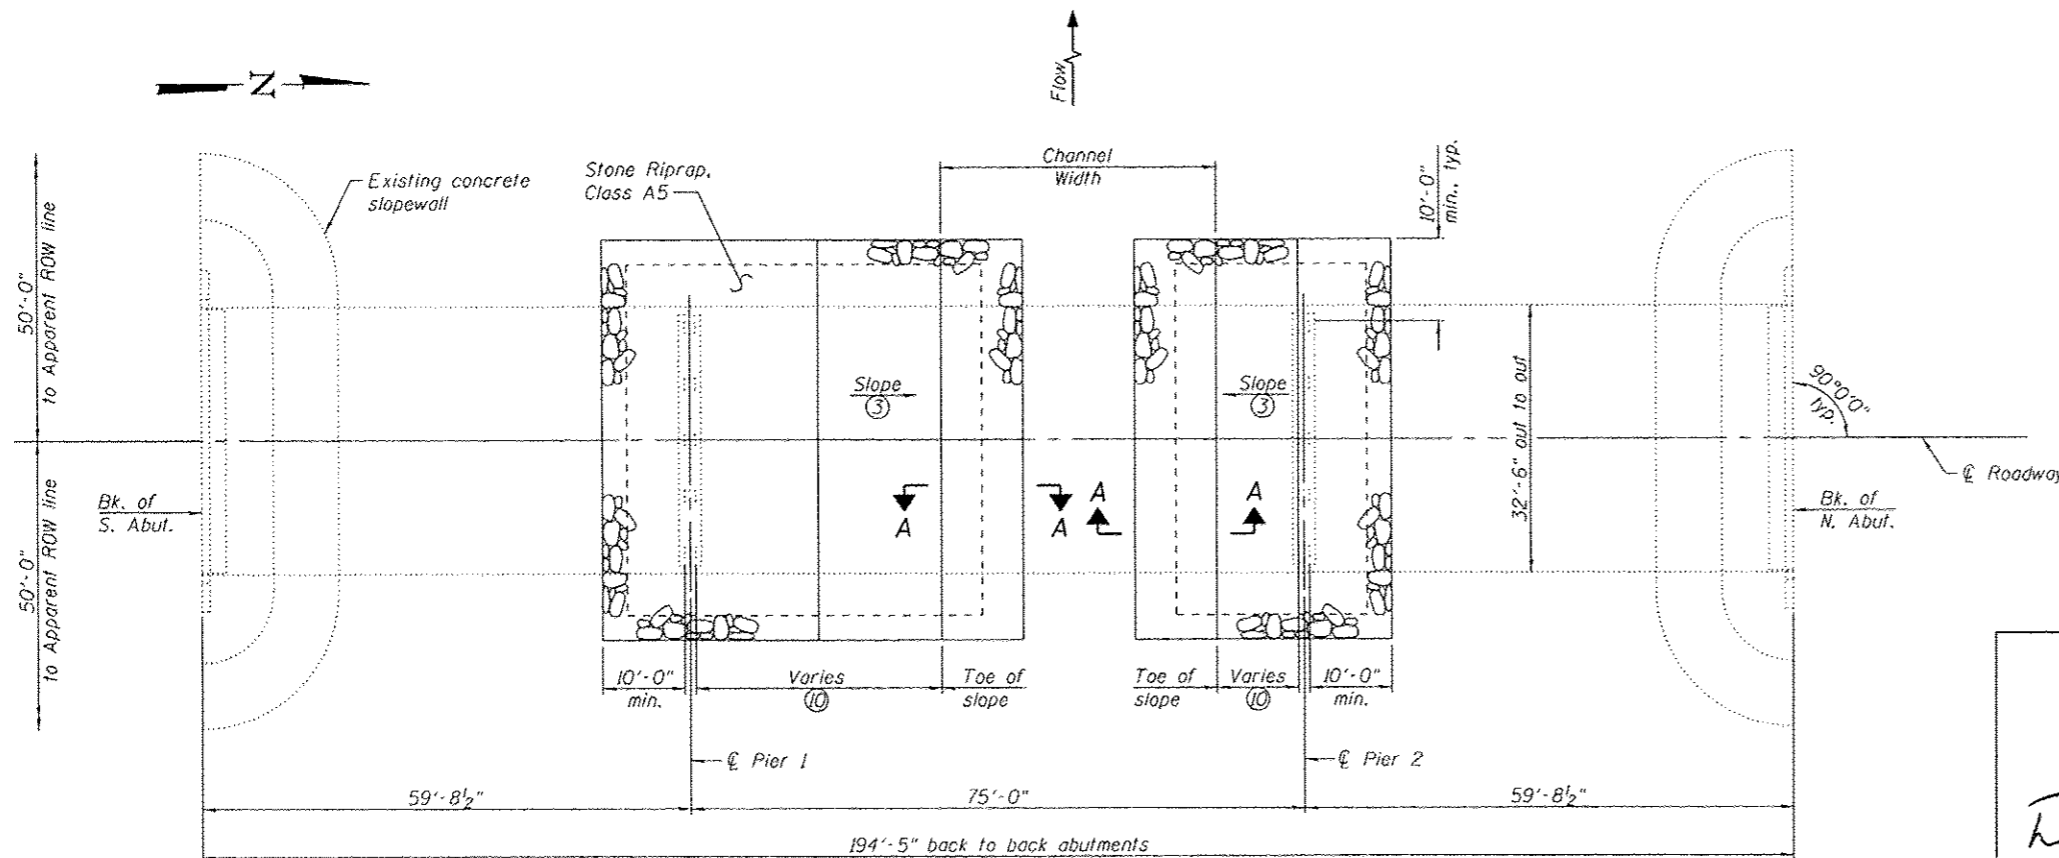 N
Flow
Existing concrete
slopewall
Stone Riprap,
Class A5
Channel
Width
10'-0"
min., typ.
50'-0"
to Apparent ROW line
50'-0"
to Apparent ROW line
Slope
3
Slope
3
32'-6" out to out
90°0'0"
typ.
℄ Roadway
Bk. of
S. Abut.
A
A
A
A
Bk. of
N. Abut.
10'-0"
min.
Varies
10
Toe of
slope
Toe of
slope
Varies
10
10'-0"
min.
℄ Pier 1
℄ Pier 2
59'-8½"
75'-0"
59'-8½"
194'-5" back to back abutments